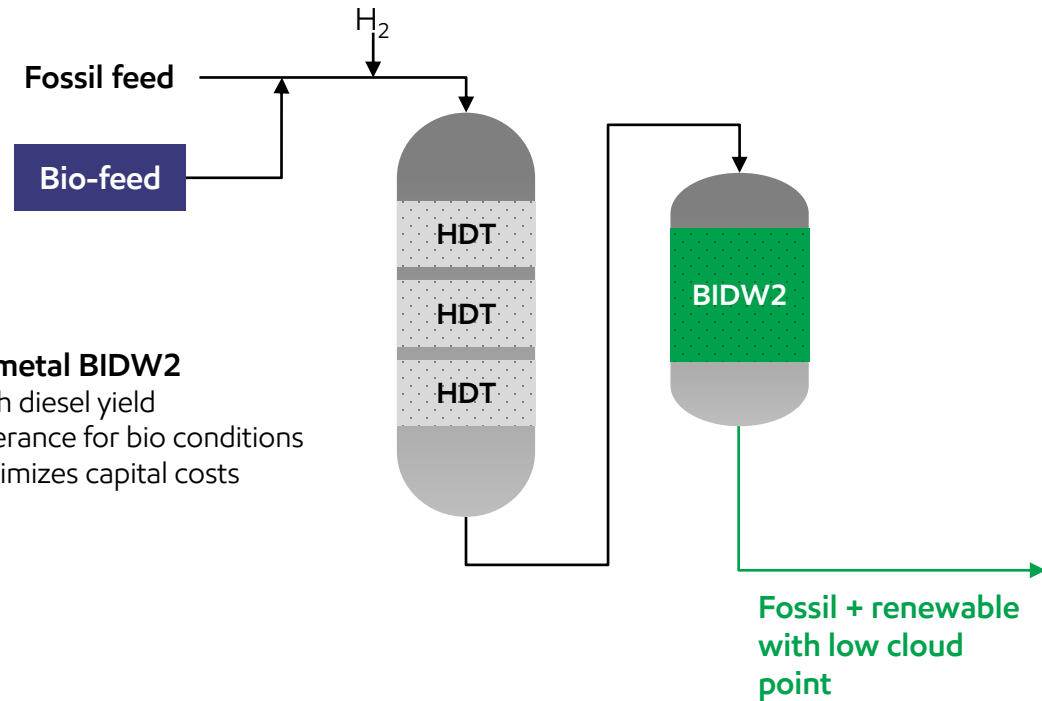 H2
Fossil feed
Bio-feed
HDT
HDT
HDT
BIDW2
metal BIDW2
h diesel yield
erance for bio conditions
imizes capital costs
Fossil + renewable
with low cloud
point